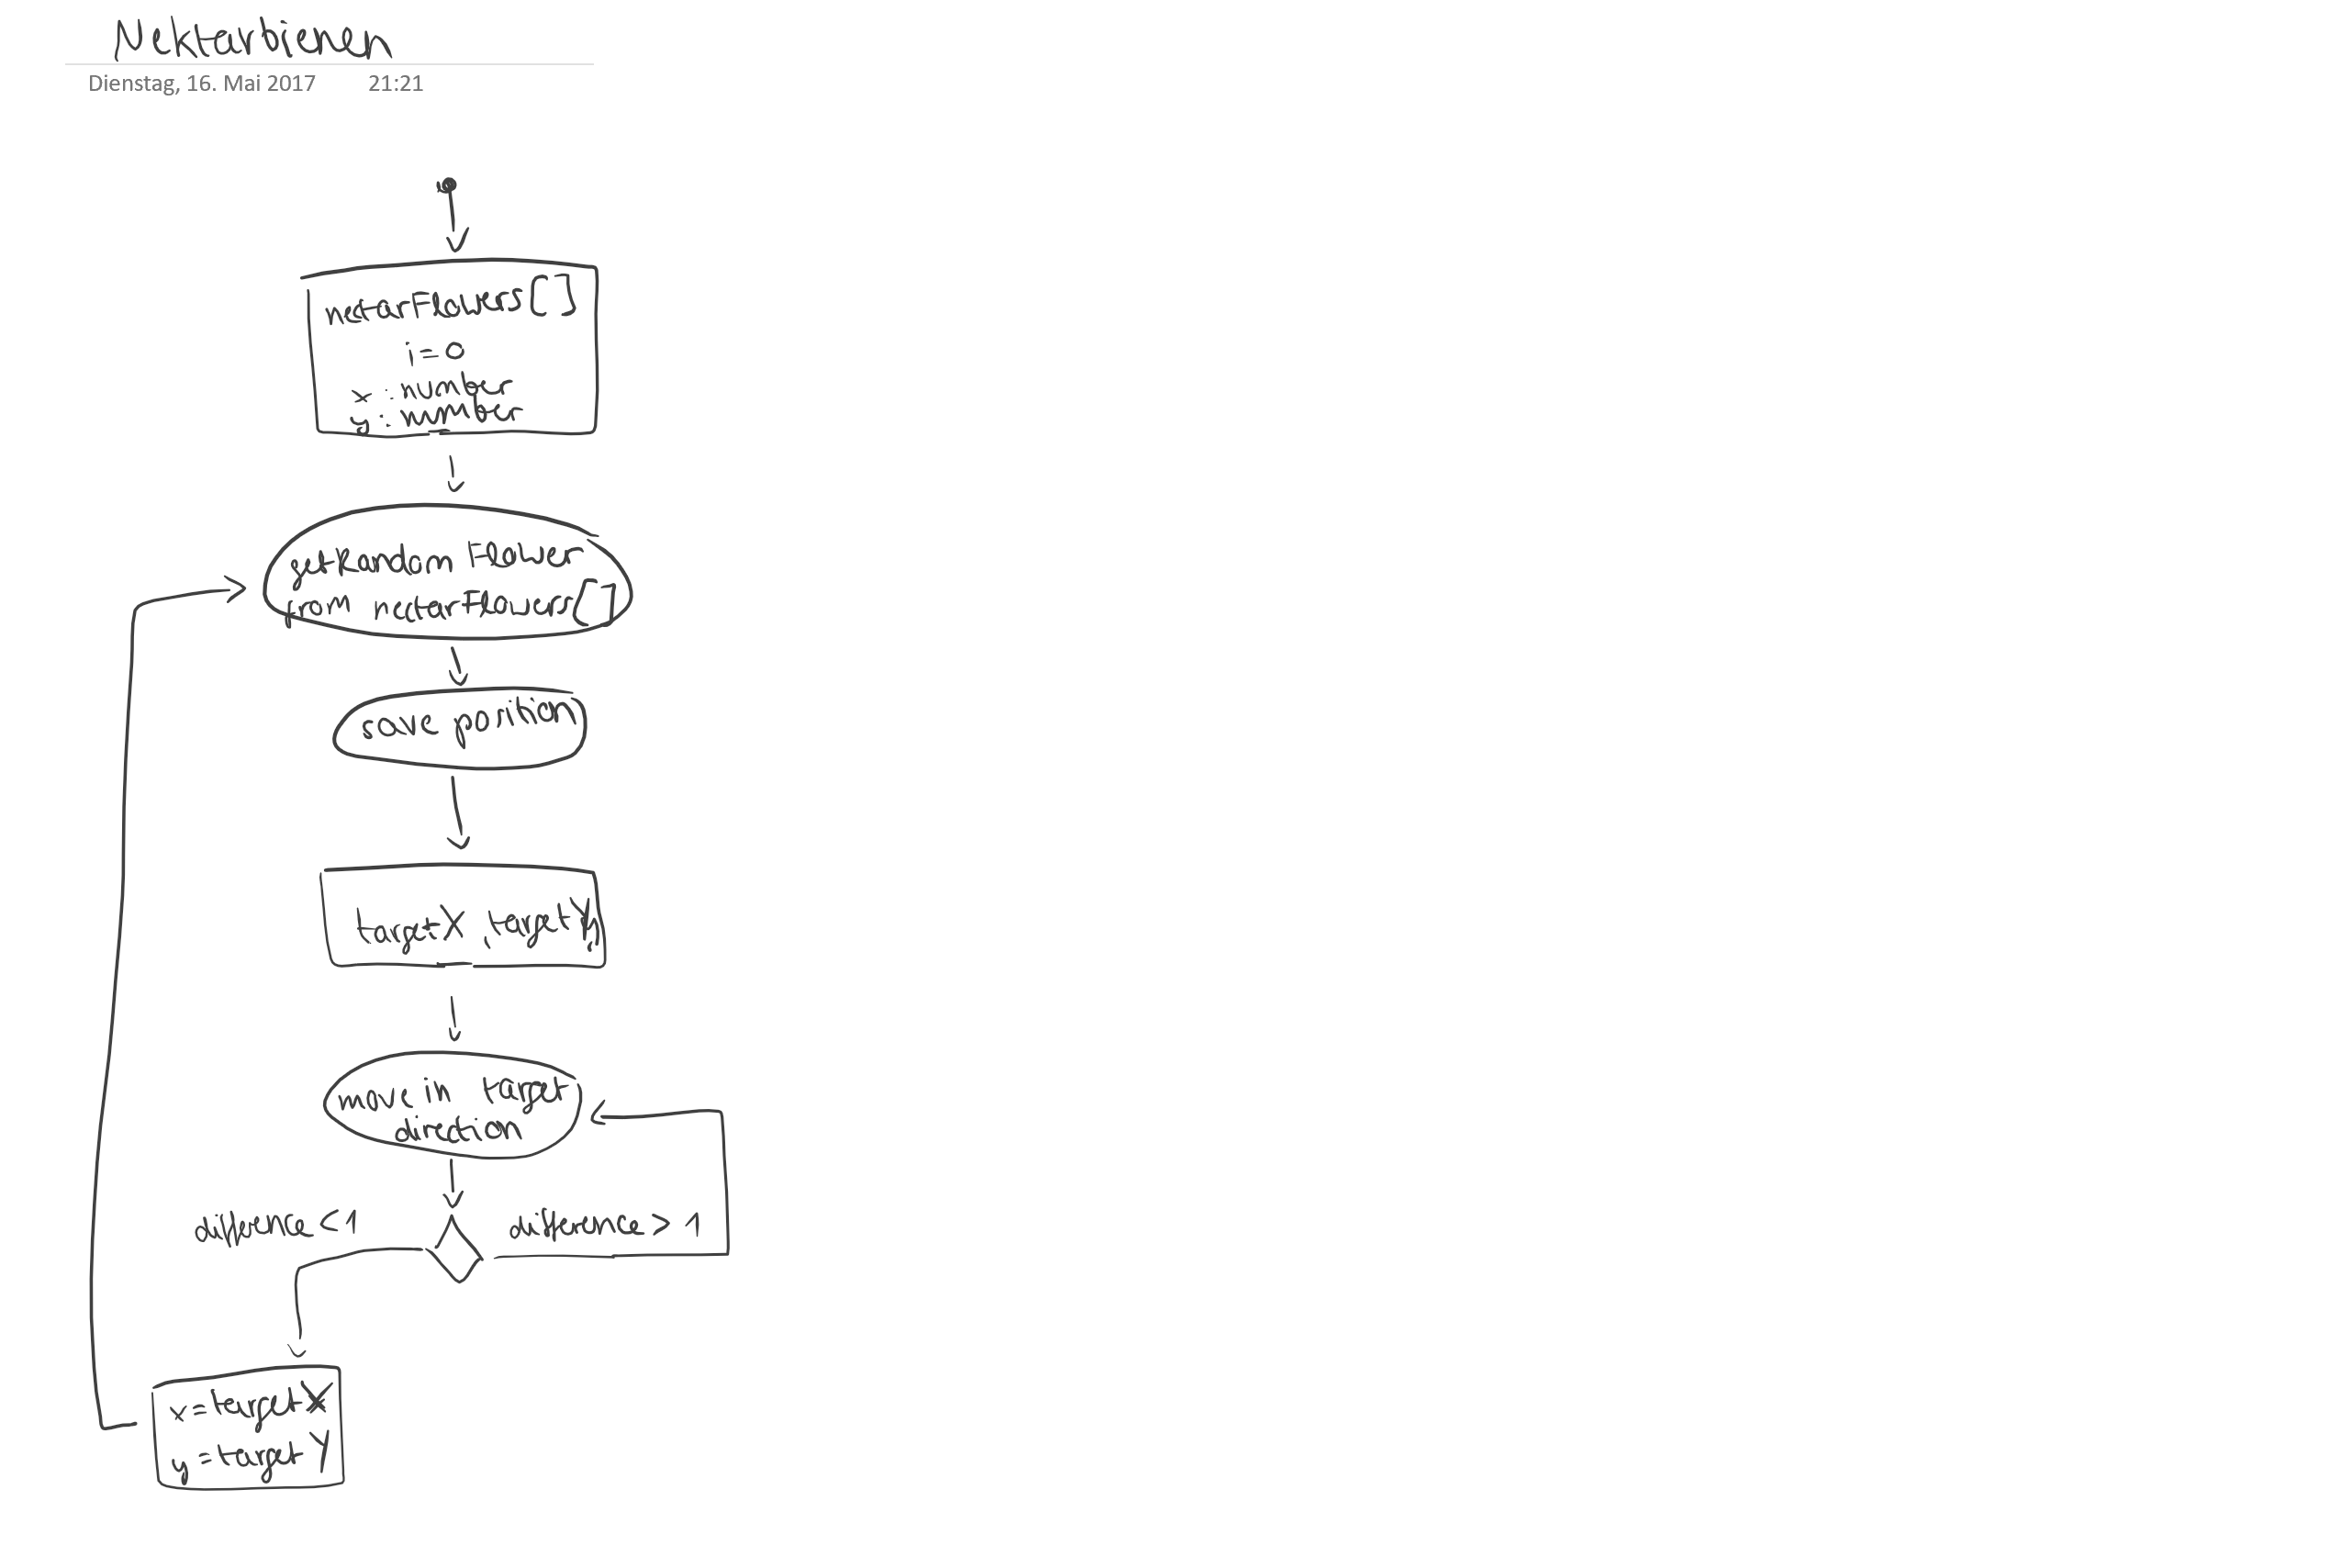 Nektarbienen
Dienstag, 16. Mai 2017 21:21
nectarFlowers[]
i=0
x : number
y : number
getRandom Flower
from nectarFlowers[]
save position
targetX , targetY,
move in target
direction
difference < 1
difference > 1
x = targetX
y = targetY